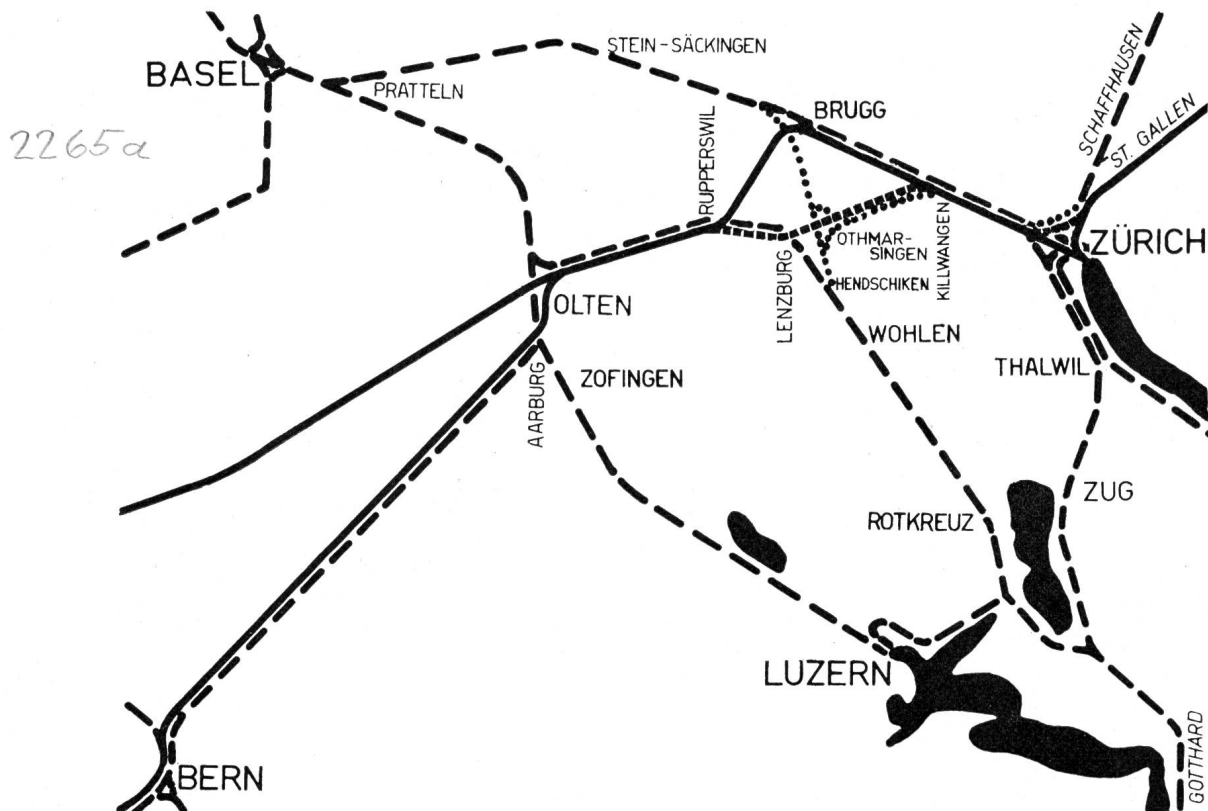 STEIN-SÄCKINGEN
BASEL
PRATTELN
SCHAFFHAUSEN
ST. GALLEN
BRUGG
2265a
RUPPERSWIL
OTHMAR-
SINGEN
KILLWANGEN
ZÜRICH
LENZBURG
HENDSCHIKEN
OLTEN
WOHLEN
THALWIL
AARBURG
ZOFINGEN
ZUG
ROTKREUZ
LUZERN
GOTTHARD
BERN